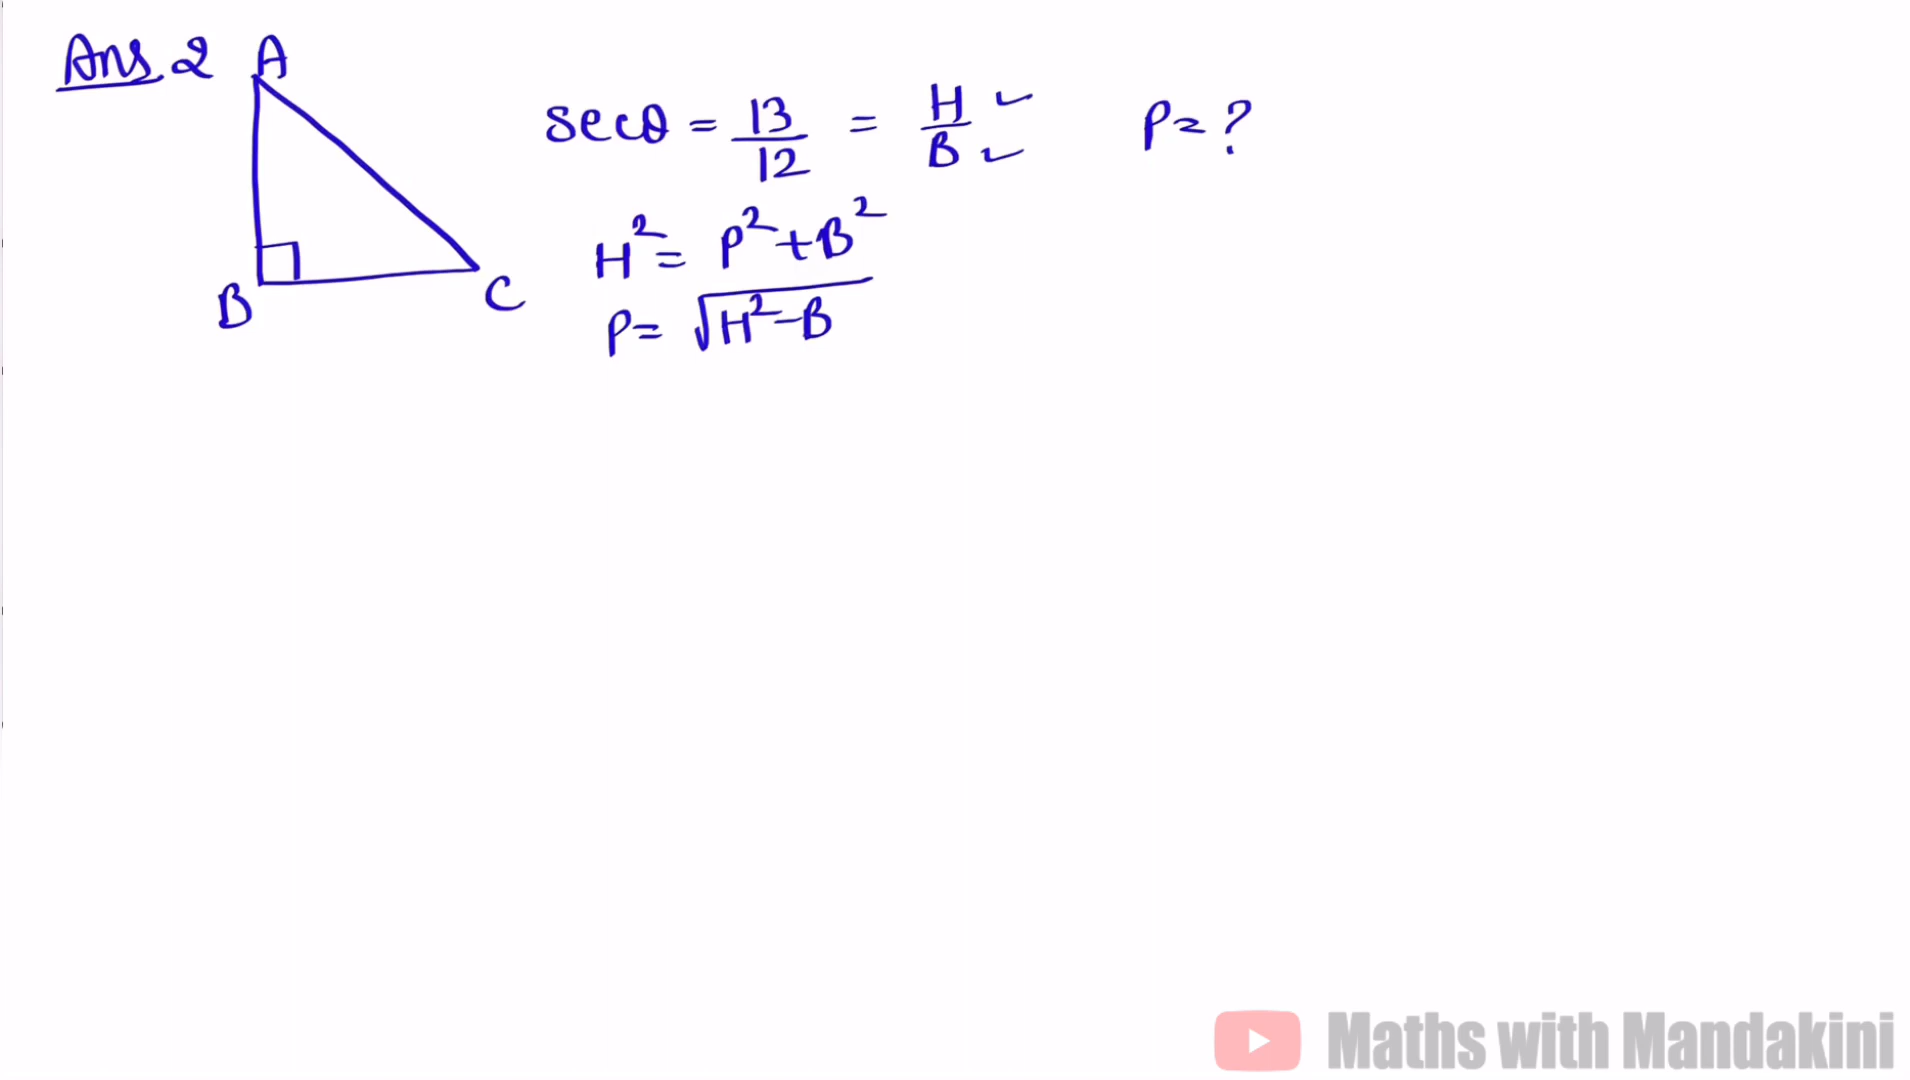 Ans 2
A
B
C
secθ = 13/12 = H/B P = ?
H² = P² + B²
P = √H² - B
Maths with Mandakini